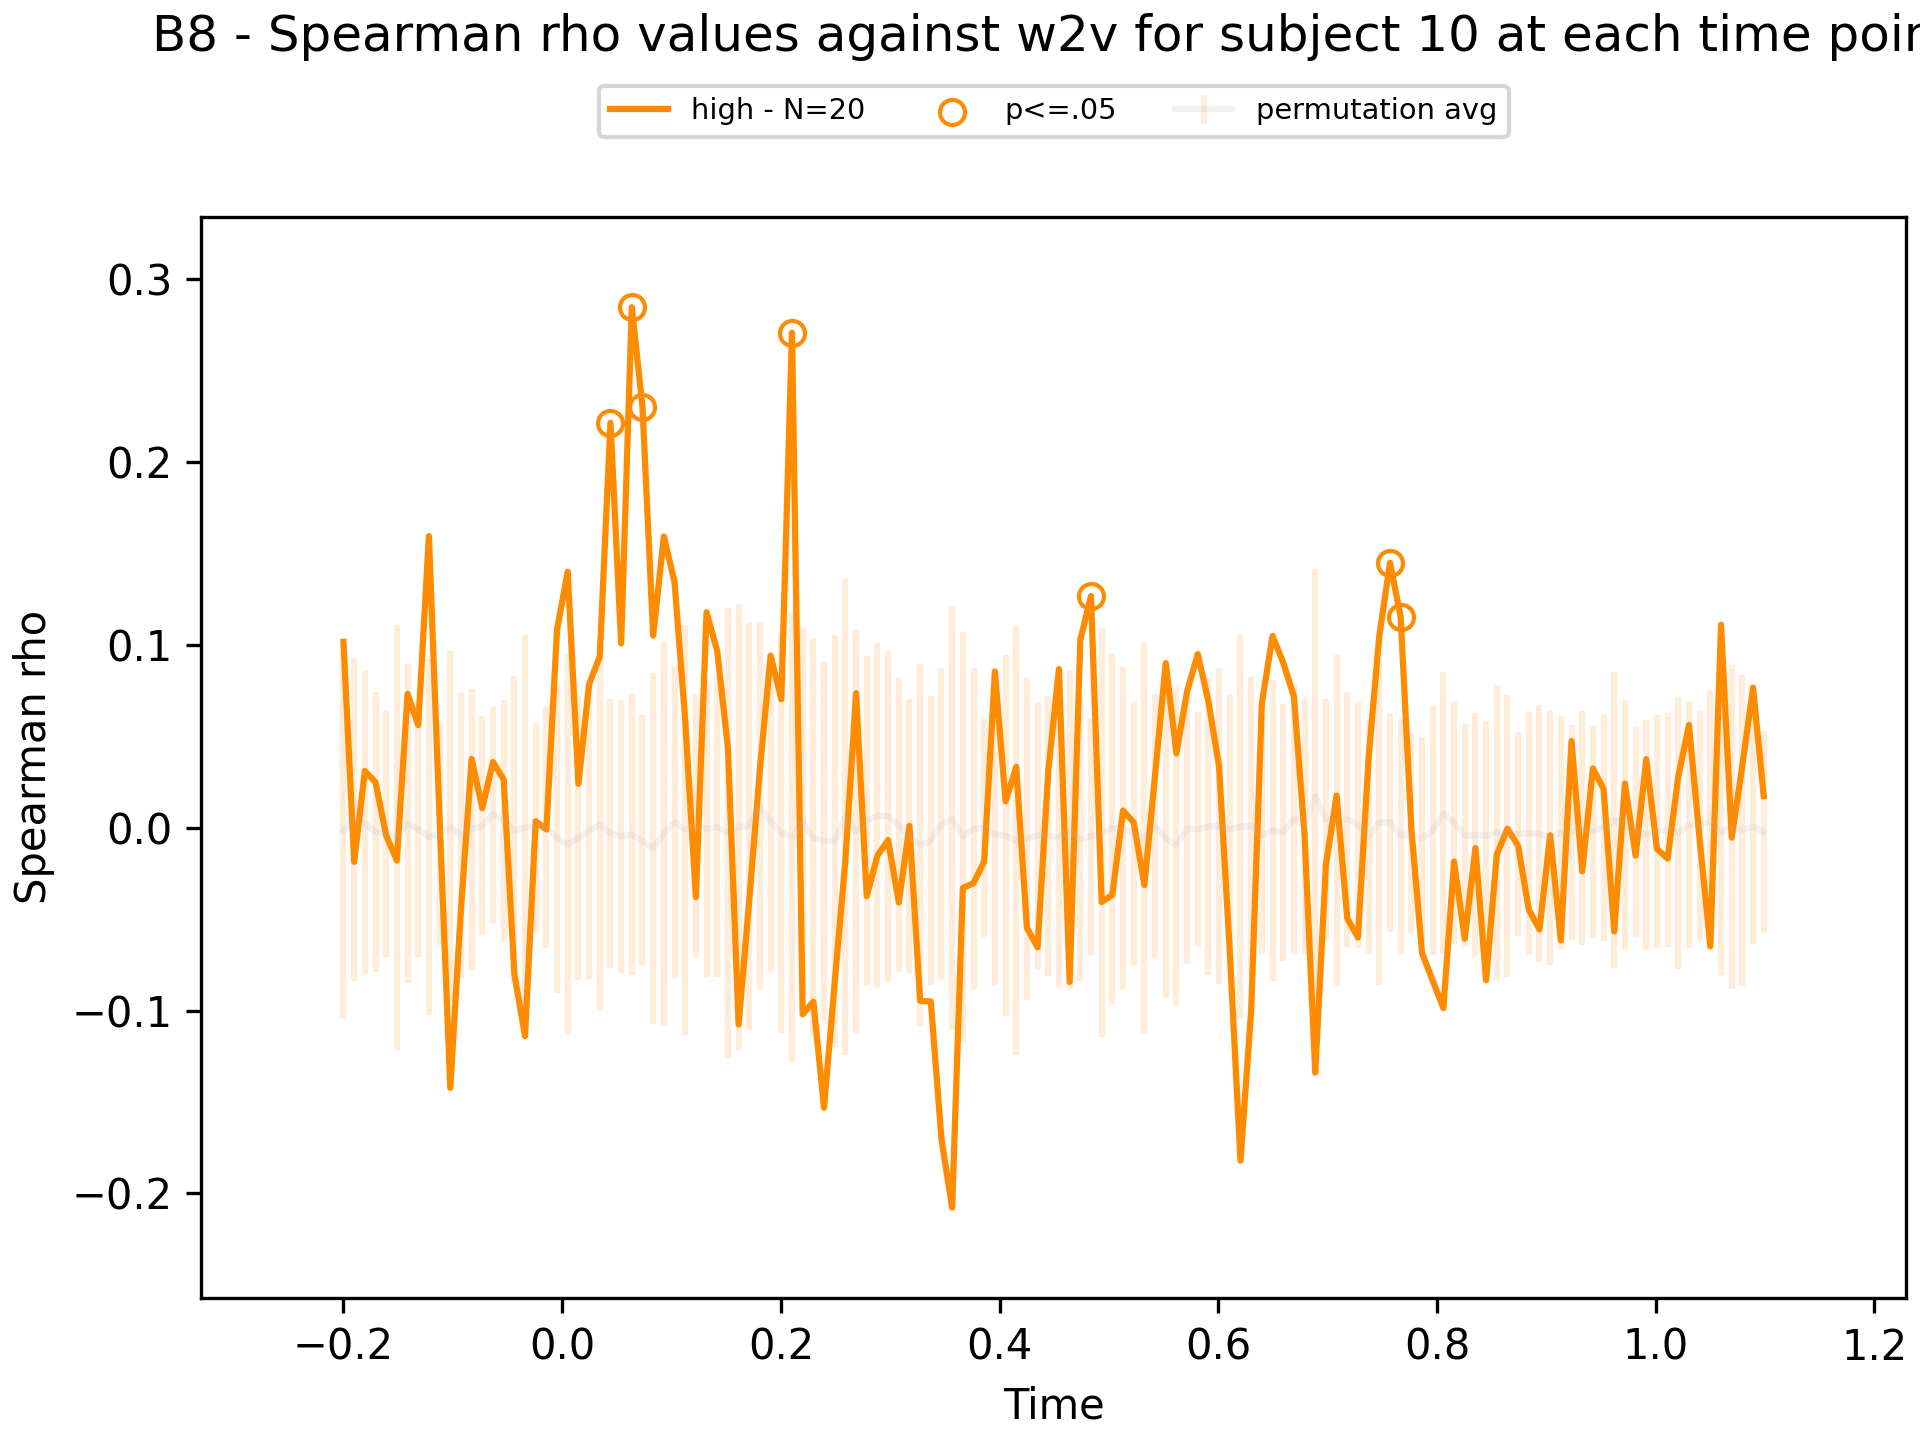 B8 - Spearman rho values against w2v for subject 10 at each time
high - N=20 p<=.05 permutation avg
0.3
0.2
0.1
0.0
−0.1
−0.2
Spearman rho
−0.2 0.0 0.2 0.4 0.6 0.8 1.0 1.2
Time